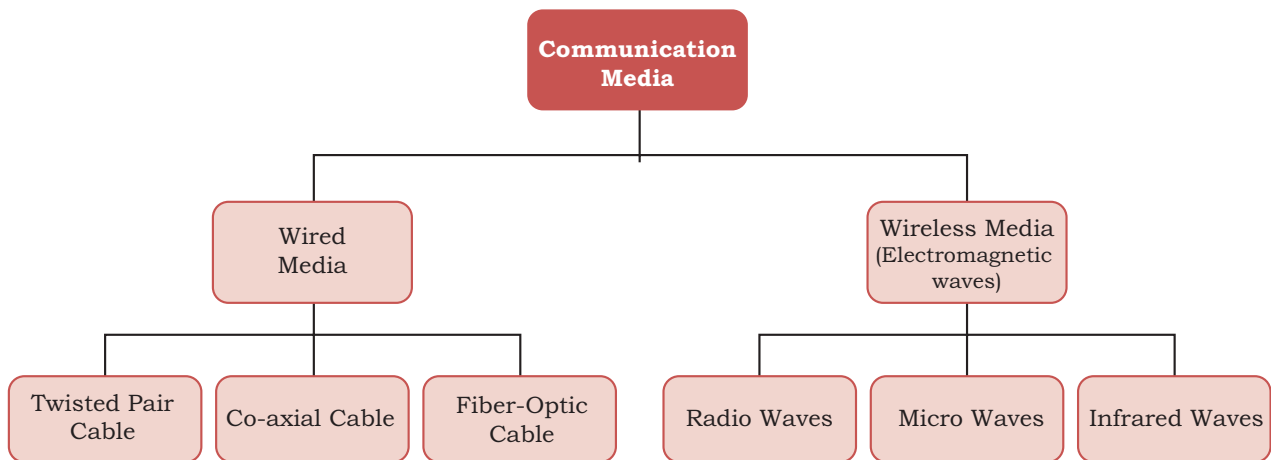 Communication
Media
Wired
Media
Wireless Media
(Electromagnetic
waves)
Twisted Pair
Cable
Co-axial Cable
Fiber-Optic
Cable
Radio Waves
Micro Waves
Infrared Waves